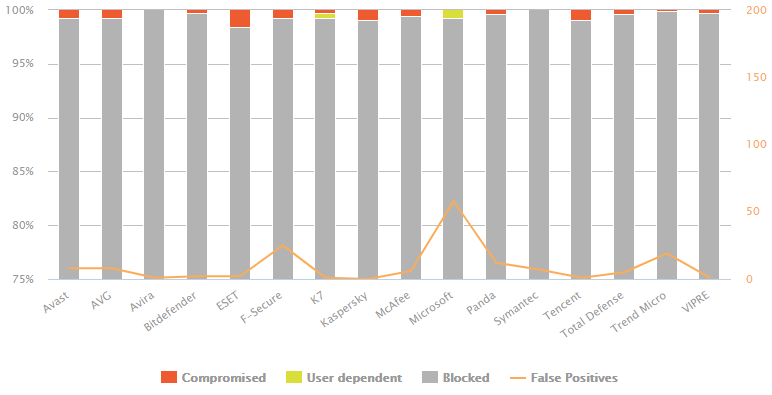 100%
200
95%
150
90%
100
85%
50
80%
75%
0
Avast
AVG
Avira
Bitdefender
ESET
F-Secure
K7
Kaspersky
McAfee
Microsoft
Panda
Symantec
Tencent
Total Defense
Trend Micro
VIPRE
Compromised
User dependent
Blocked
False Positives